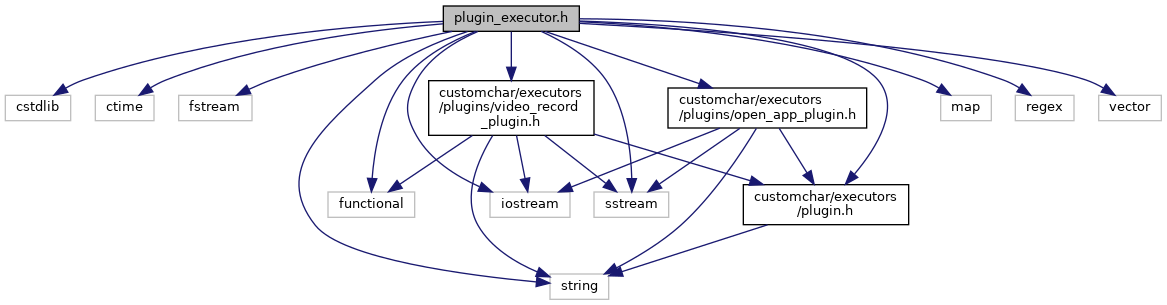 plugin_executor.h
customchar/executors
/plugins/video_record
_plugin.h
customchar/executors
/plugins/open_app_plugin.h
cstdlib
ctime
fstream
map
regex
vector
functional
iostream
sstream
customchar/executors
/plugin.h
string